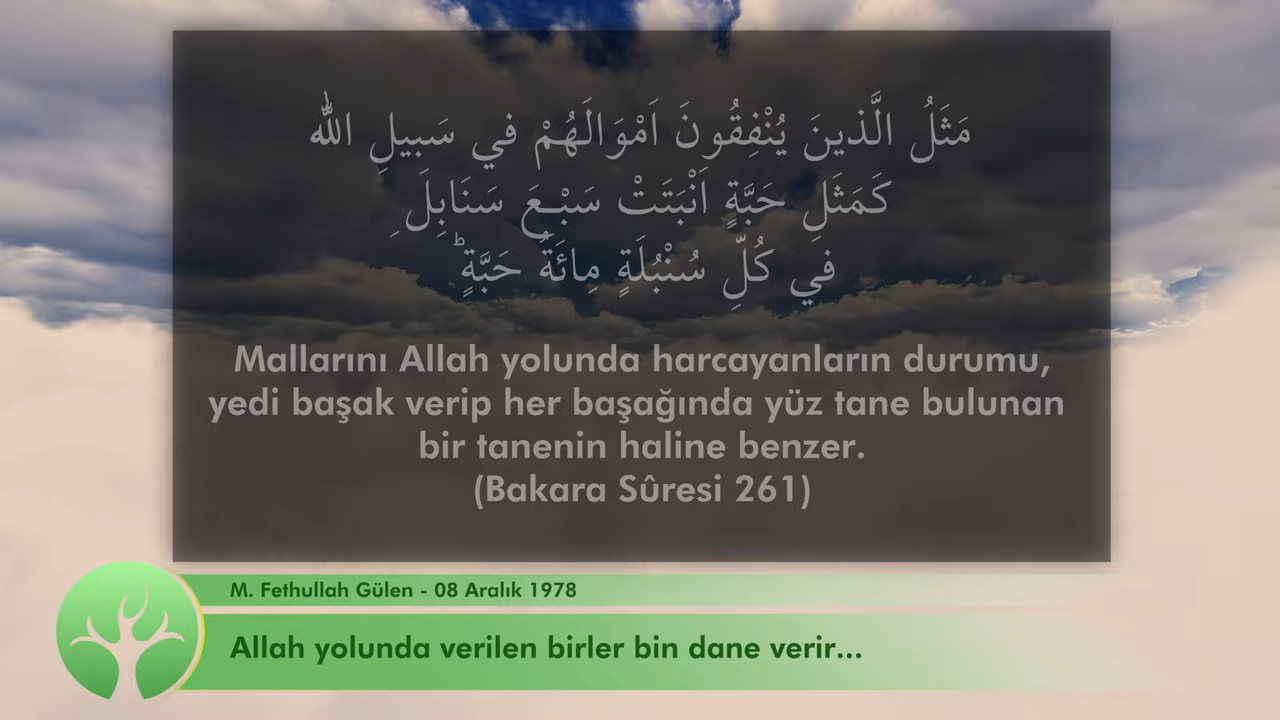 مَثَلُ الَّذينَ يُنْفِقُونَ اَمْوَالَهُمْ في سَبيلِ اللّٰه
كَمَثَلِ حَبَّةٍ اَنْبَتَتْ سَبْعَ سَنَابِلَ
في كُلِّ سُنْبُلَةٍ مِائَةُ حَبَّةٍۜ
Mallarını Allah yolunda harcayanların durumu,
yedi başak verip her başağında yüz tane bulunan
bir tanenin haline benzer.
(Bakara Sûresi 261)
M. Fethullah Gülen - 08 Aralık 1978
Allah yolunda verilen birler bin dane verir...